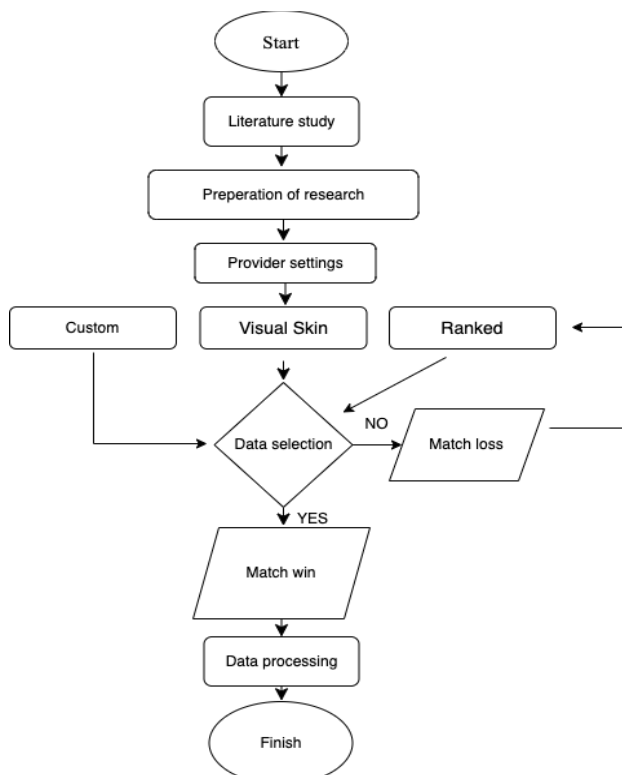 Start
Literature study
Preperation of research
Provider settings
Custom
Visual Skin
Ranked
Data selection
NO
Match loss
YES
Match win
Data processing
Finish